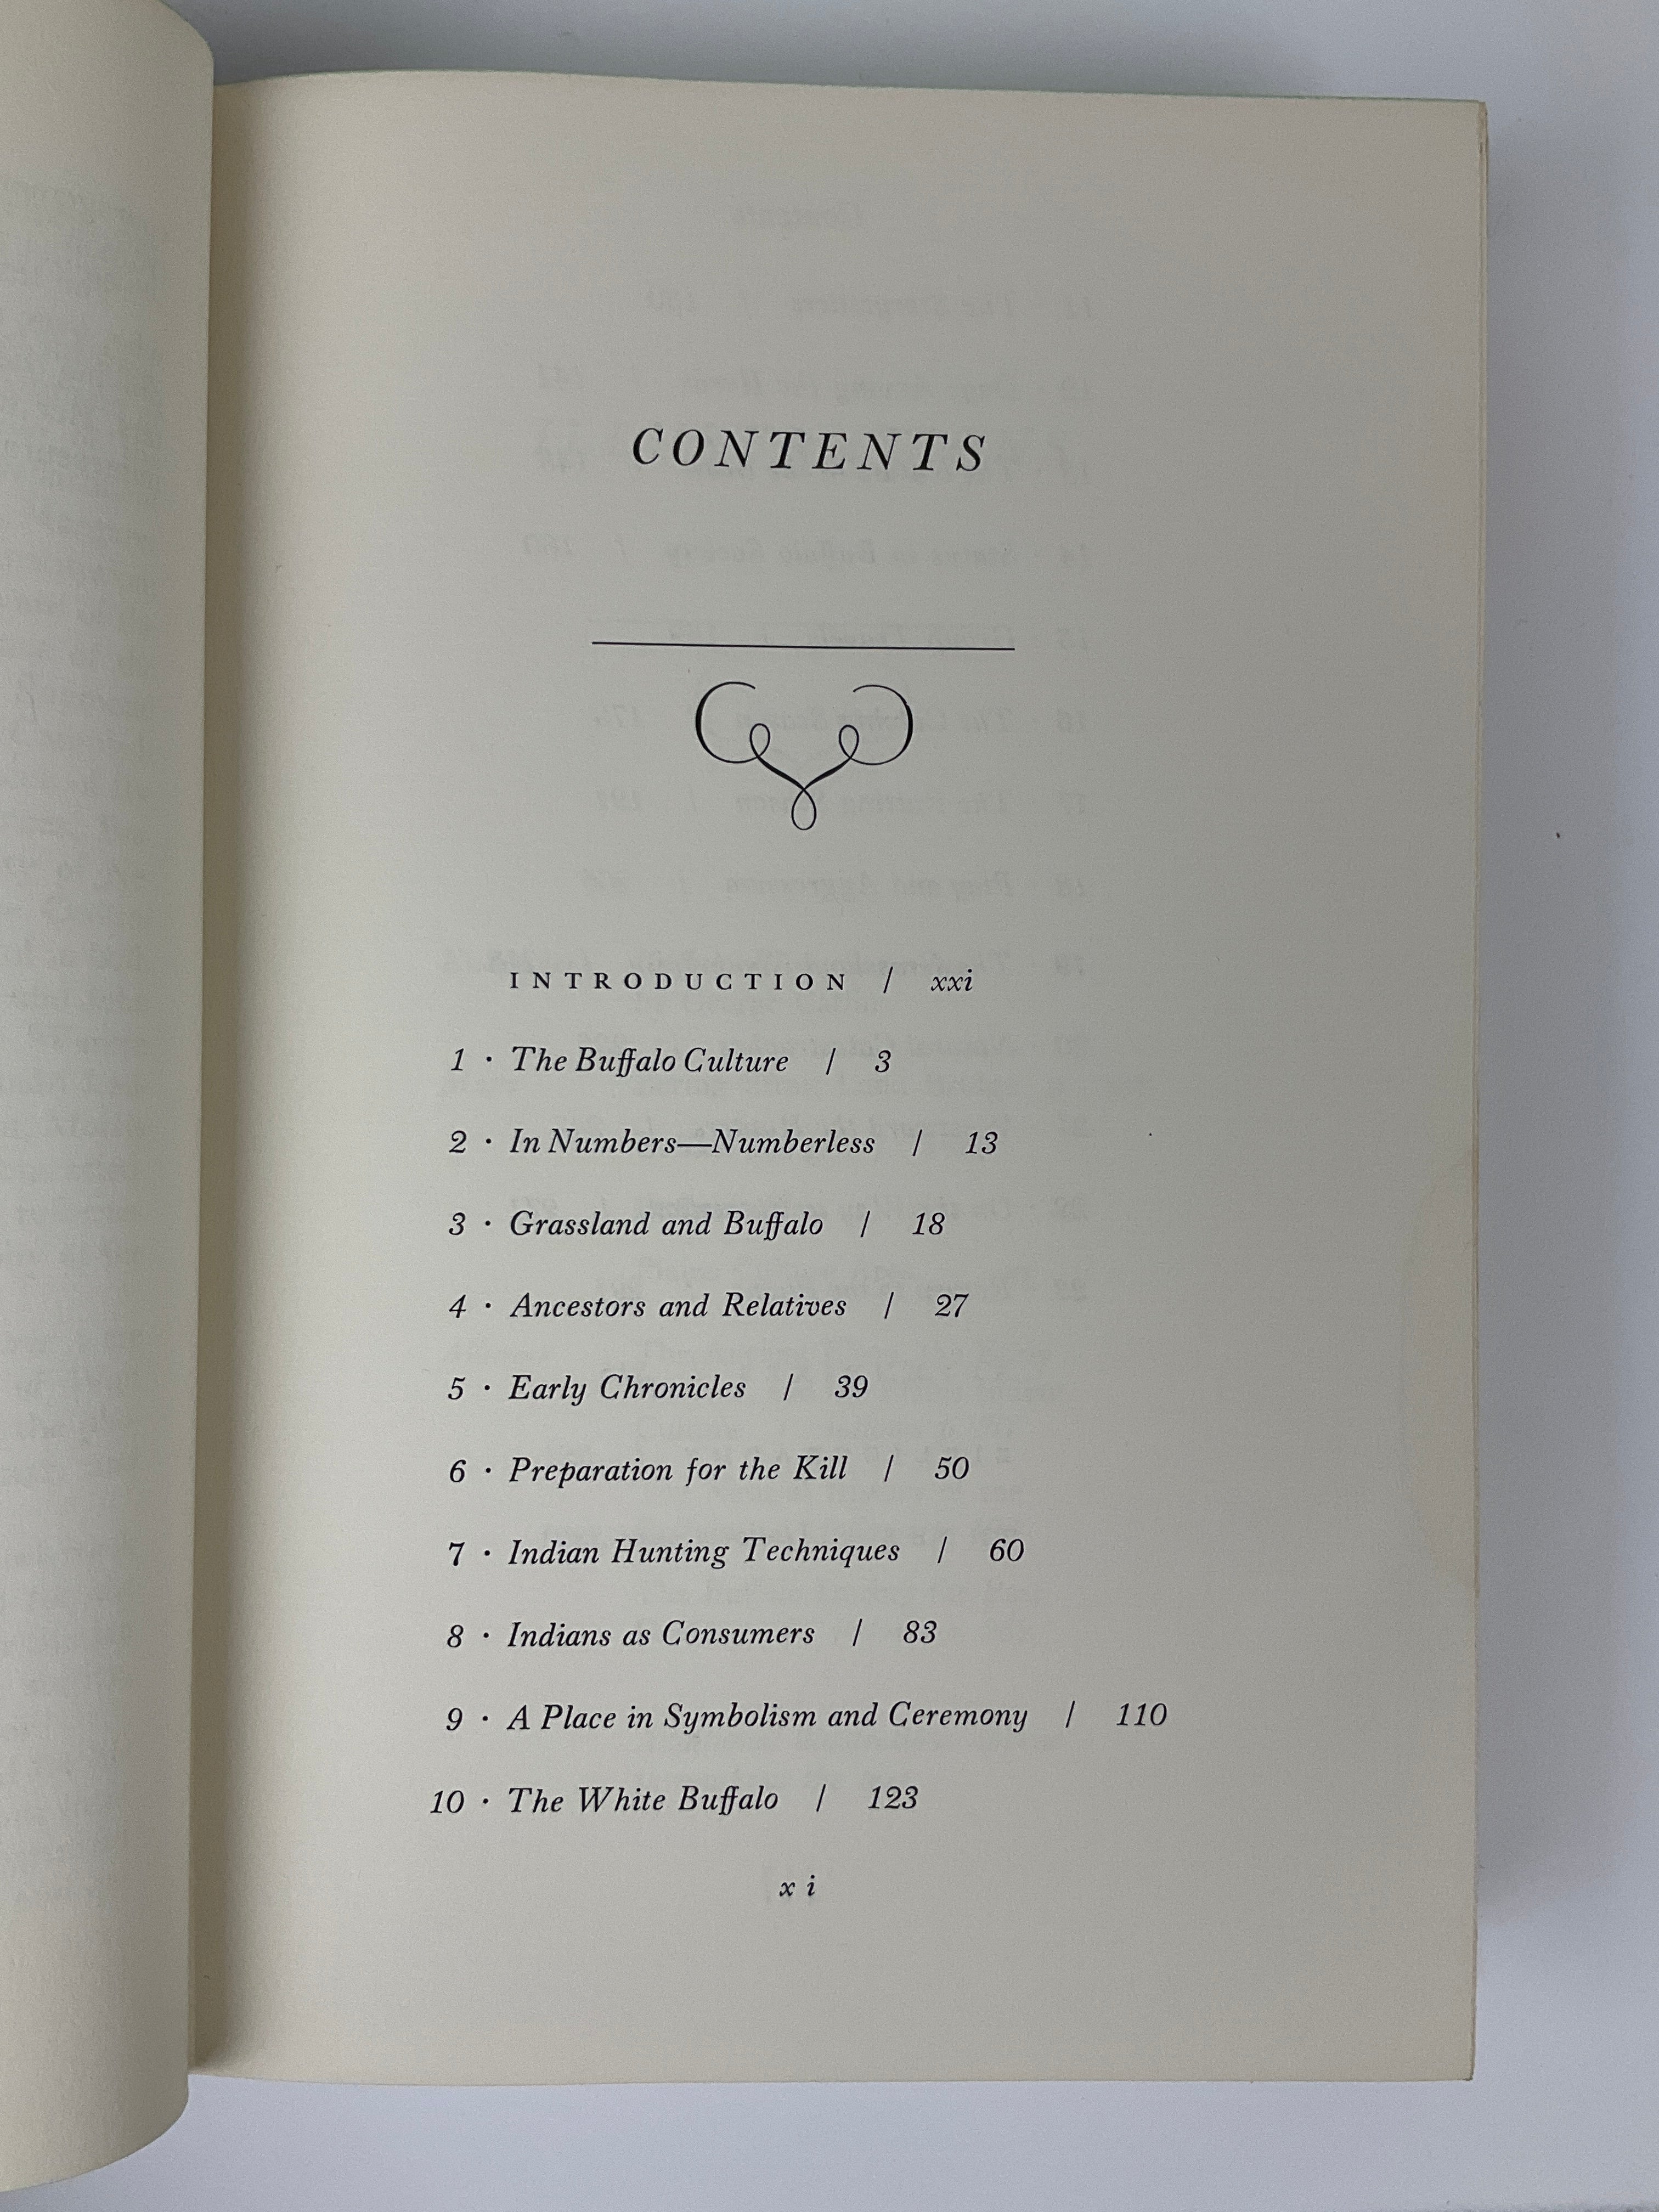 CONTENTS
INTRODUCTION / xxi
1 · The Buffalo Culture / 3
2 · In Numbers—Numberless / 13
3 · Grassland and Buffalo / 18
4 · Ancestors and Relatives / 27
5 · Early Chronicles / 39
6 · Preparation for the Kill / 50
7 · Indian Hunting Techniques / 60
8 · Indians as Consumers / 83
9 · A Place in Symbolism and Ceremony / 110
10 · The White Buffalo / 123
xi